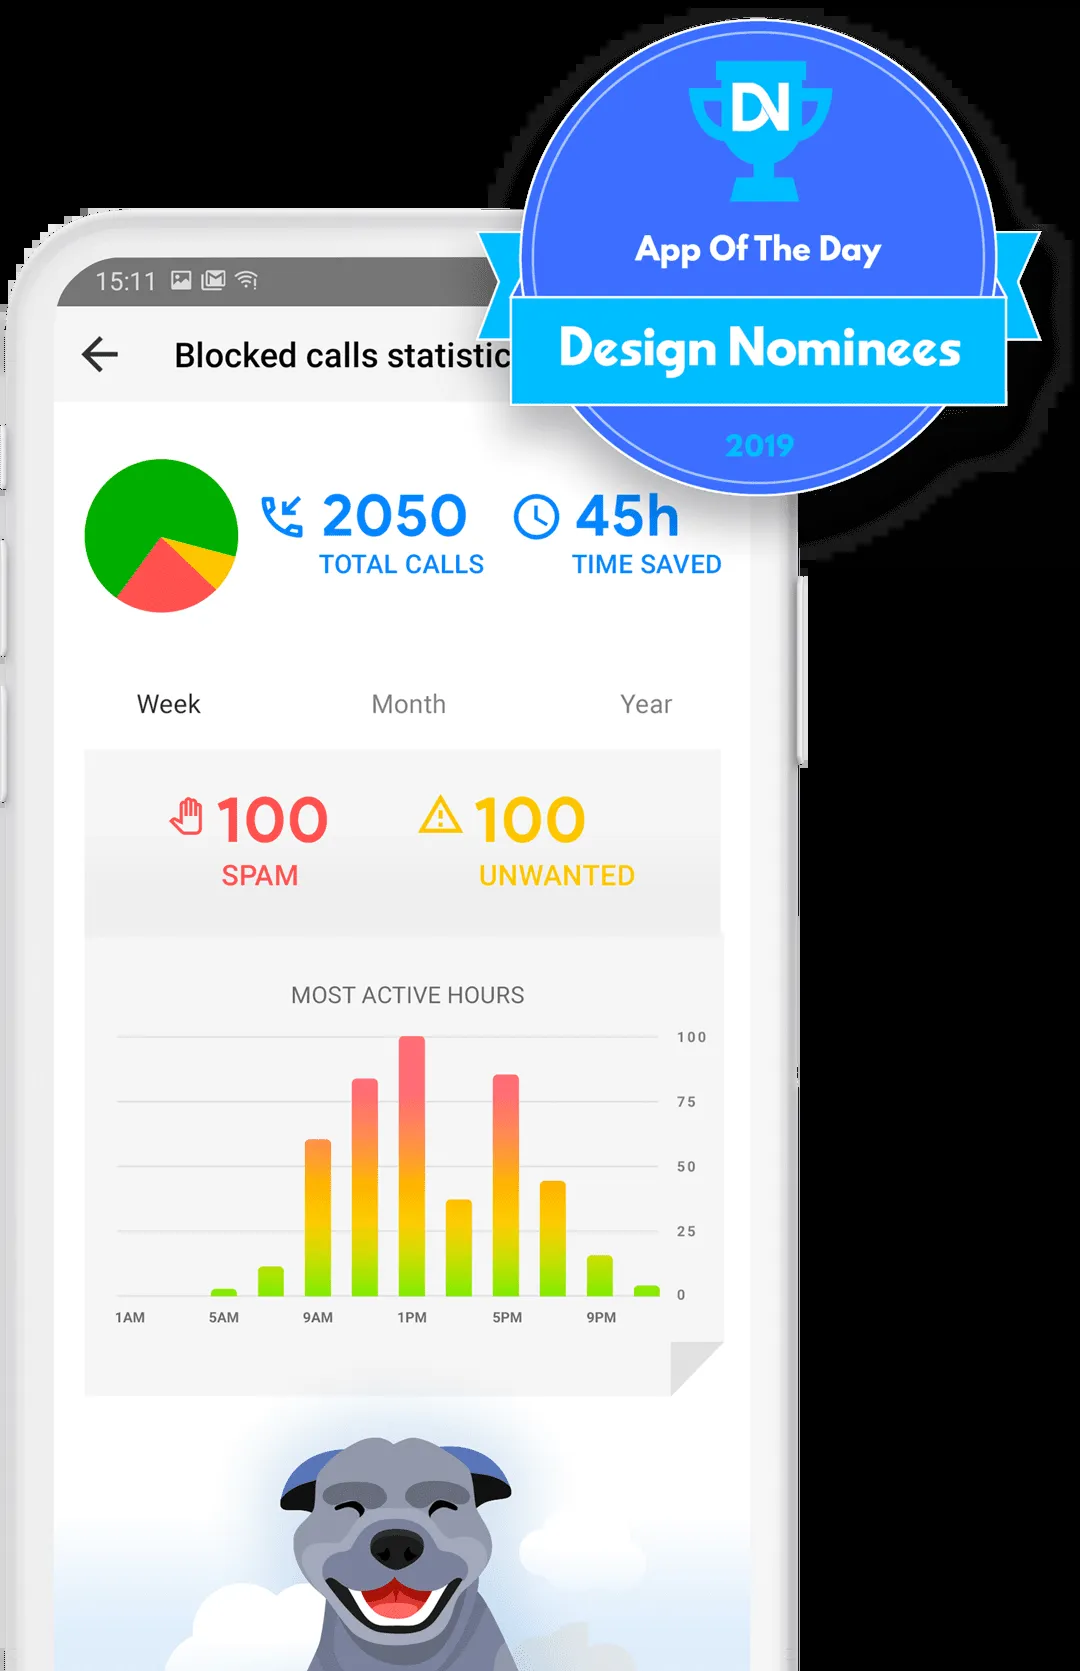 DN
App Of The Day
Design Nominees
2019
15:11
Blocked calls statistic
2050
TOTAL CALLS
45h
TIME SAVED
Week
Month
Year
100
SPAM
100
UNWANTED
MOST ACTIVE HOURS
100
75
50
25
0
1AM
5AM
9AM
1PM
5PM
9PM